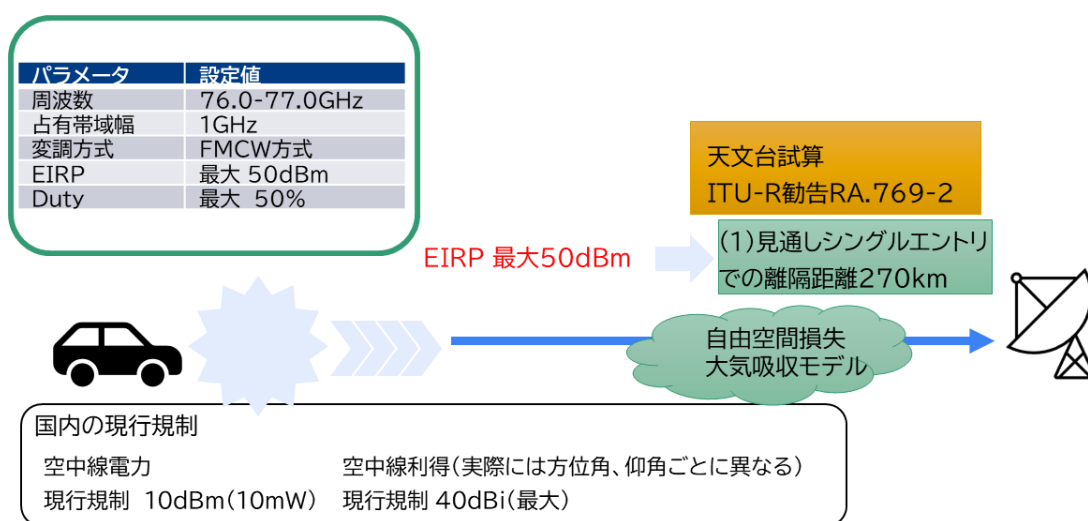 パラメータ 設定値
周波数 76.0-77.0GHz
占有帯域幅 1GHz
変調方式 FMCW方式
EIRP 最大 50dBm
Duty 最大 50%
天文台試算
ITU-R勧告RA.769-2
EIRP 最大50dBm
(1)見通しシングルエントリ
での離隔距離270km
自由空間損失
大気吸収モデル
国内の現行規制
空中線電力 空中線利得(実際には方位角、仰角ごとに異なる)
現行規制 10dBm(10mW) 現行規制 40dBi(最大)